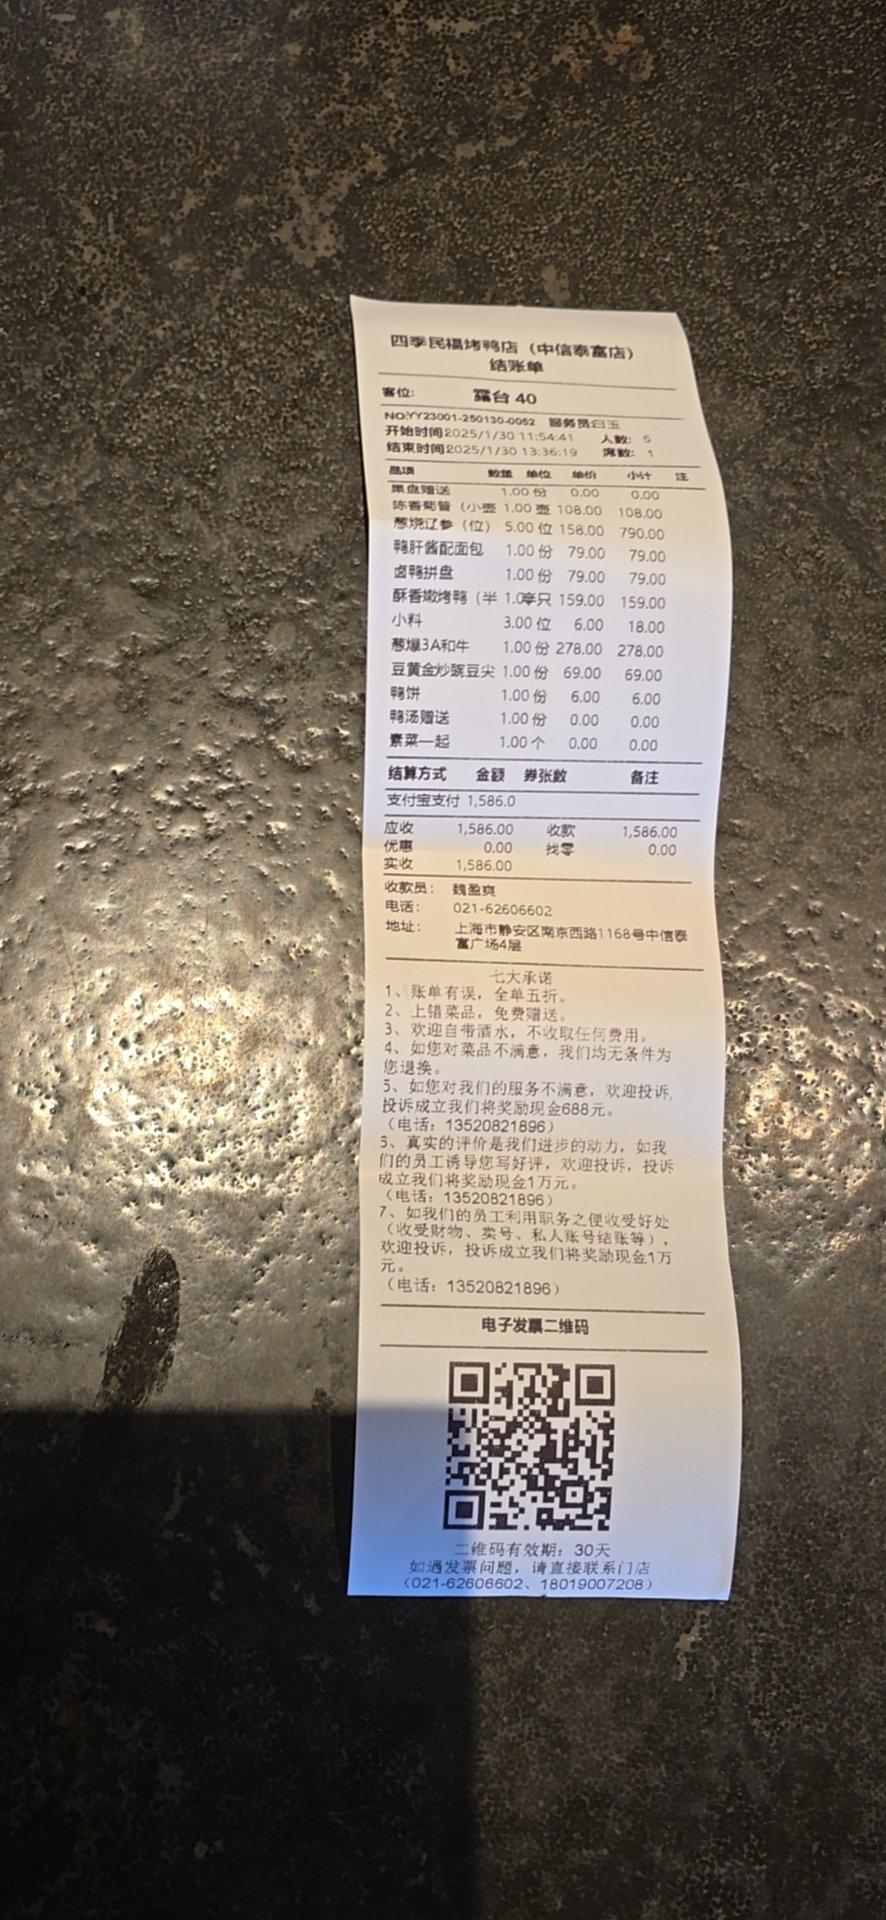 四季民福烤鸭店（中信泰富店）
结账单
客位: 露台 40
NO:YY23001-250130-0052 服务员:白玉
开始时间:2025/1/30 11:54:41 人数: 5
结束时间:2025/1/30 13:36:19 席数: 1
品项 数量 单位 单价 小计 注
果盘赠送 1.00 份 0.00 0.00
陈香菊普（小壶 1.00 壶 108.00 108.00
葱烧辽参（位） 5.00 位 158.00 790.00
鸭肝酱配面包 1.00 份 79.00 79.00
卤鸭拼盘 1.00 份 79.00 79.00
酥香嫩烤鸭（半 1.00半只 159.00 159.00
小料 3.00 位 6.00 18.00
葱爆3A和牛 1.00 份 278.00 278.00
豆黄金炒豌豆尖 1.00 份 69.00 69.00
鸭饼 1.00 份 6.00 6.00
鸭汤赠送 1.00 份 0.00 0.00
素菜一起 1.00 个 0.00 0.00
结算方式 金额 券张数 备注
支付宝支付 1,586.0
应收 1,586.00 收款 1,586.00
优惠 0.00 找零 0.00
实收 1,586.00
收款员: 魏盈爽
电话: 021-62606602
地址: 上海市静安区南京西路1168号中信泰
富广场4层
七大承诺
1、账单有误，全单五折。
2、上错菜品，免费赠送。
3、欢迎自带酒水，不收取任何费用。
4、如您对菜品不满意，我们均无条件为
您退换。
5、如您对我们的服务不满意，欢迎投诉,
投诉成立我们将奖励现金688元。
（电话：13520821896）
6、真实的评价是我们进步的动力，如我
们的员工诱导您写好评，欢迎投诉，投诉
成立我们将奖励现金1万元。
（电话：13520821896）
7、如我们的员工利用职务之便收受好处
（收受财物、卖号、私人账号结账等），
欢迎投诉，投诉成立我们将奖励现金1万
元。
（电话：13520821896）
电子发票二维码
二维码有效期：30天
如遇发票问题，请直接联系门店
（021-62606602、18019007208）